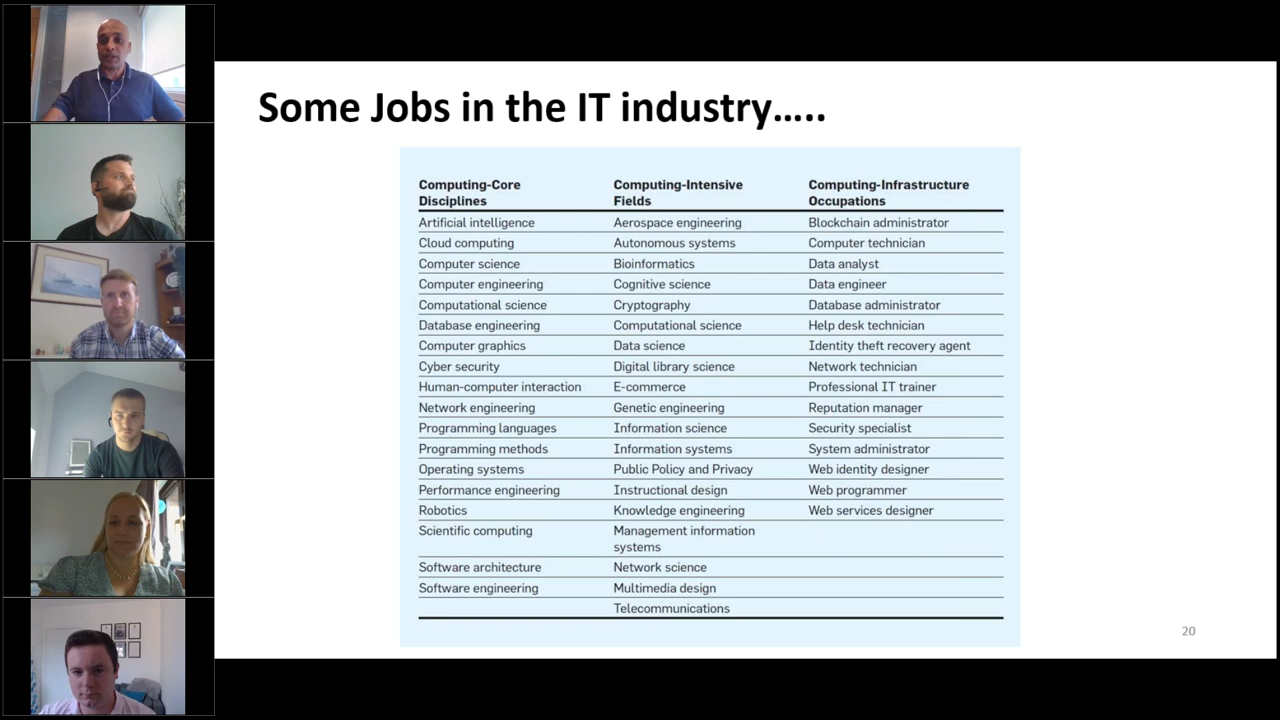 Some Jobs in the IT industry…..
Computing-Core Disciplines	Computing-Intensive Fields	Computing-Infrastructure Occupations
Artificial intelligence	Aerospace engineering	Blockchain administrator
Cloud computing	Autonomous systems	Computer technician
Computer science	Bioinformatics	Data analyst
Computer engineering	Cognitive science	Data engineer
Computational science	Cryptography	Database administrator
Database engineering	Computational science	Help desk technician
Computer graphics	Data science	Identity theft recovery agent
Cyber security	Digital library science	Network technician
Human-computer interaction	E-commerce	Professional IT trainer
Network engineering	Genetic engineering	Reputation manager
Programming languages	Information science	Security specialist
Programming methods	Information systems	System administrator
Operating systems	Public Policy and Privacy	Web identity designer
Performance engineering	Instructional design	Web programmer
Robotics	Knowledge engineering	Web services designer
Scientific computing	Management information systems
Software architecture	Network science
Software engineering	Multimedia design
Telecommunications
20